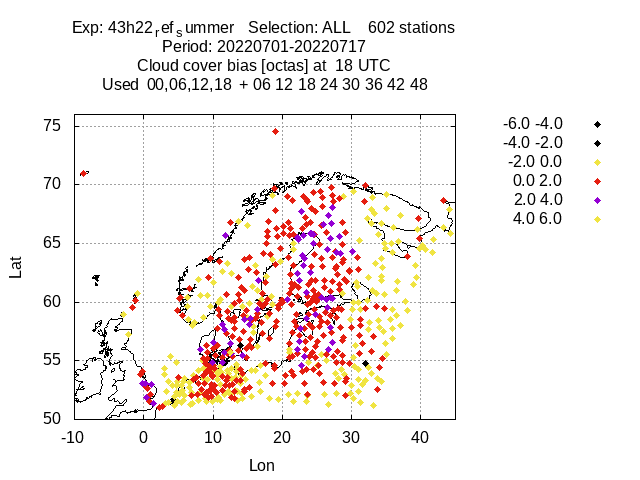 Exp: 43h22ref summer   Selection: ALL    602 stations
Period: 20220701-20220717
Cloud cover bias [octas] at  18 UTC
Used  00,06,12,18  + 06 12 18 24 30 36 42 48
-6.0 -4.0
-4.0 -2.0
-2.0 0.0
0.0 2.0
2.0 4.0
4.0 6.0
75
70
65
60
55
50
Lat
-10 0 10 20 30 40
Lon